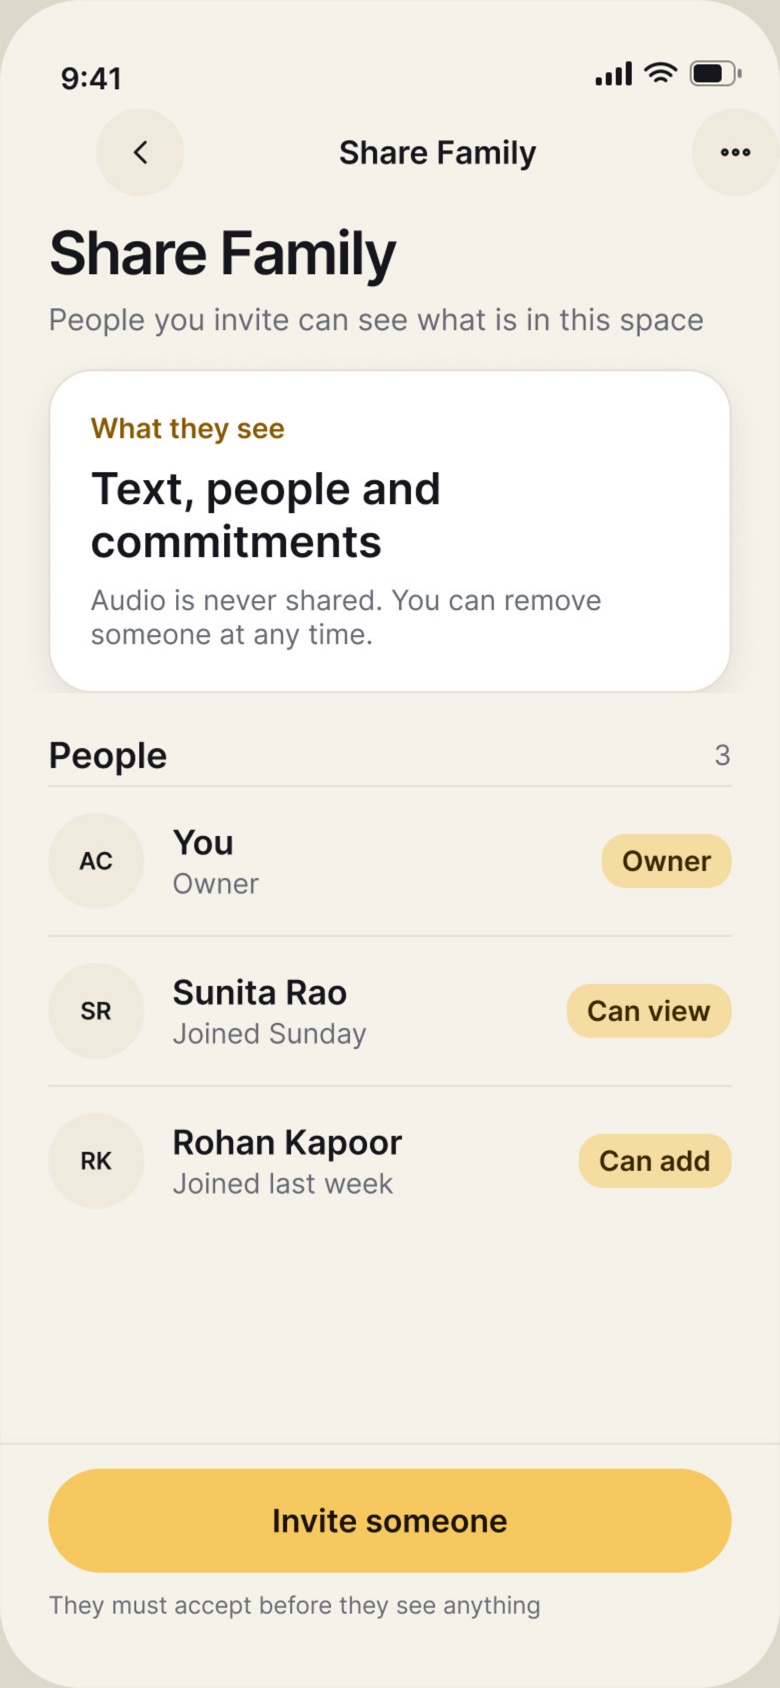 9:41
Share Family
Share Family
People you invite can see what is in this space
What they see
Text, people and
commitments
Audio is never shared. You can remove
someone at any time.
People
3
AC
You
Owner
Owner
SR
Sunita Rao
Joined Sunday
Can view
RK
Rohan Kapoor
Joined last week
Can add
Invite someone
They must accept before they see anything